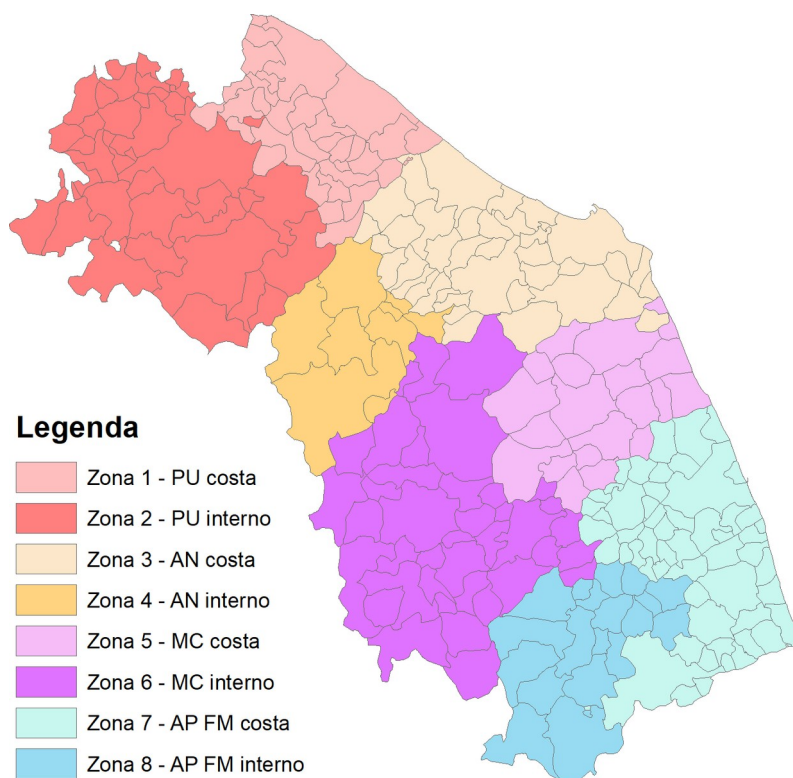 Legenda
Zona 1 - PU costa
Zona 2 - PU interno
Zona 3 - AN costa
Zona 4 - AN interno
Zona 5 - MC costa
Zona 6 - MC interno
Zona 7 - AP FM costa
Zona 8 - AP FM interno